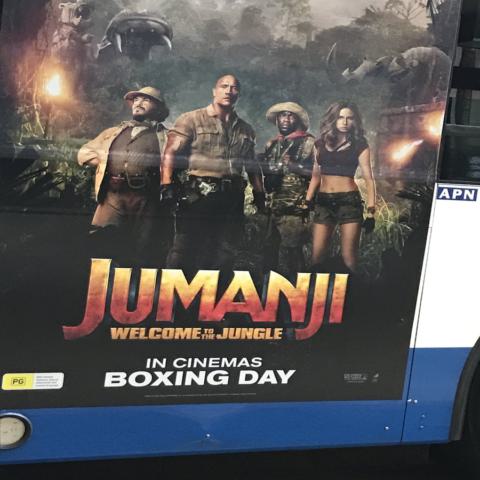 APN
JUMANJI
WELCOME TO THE JUNGLE
IN CINEMAS
BOXING DAY
PG